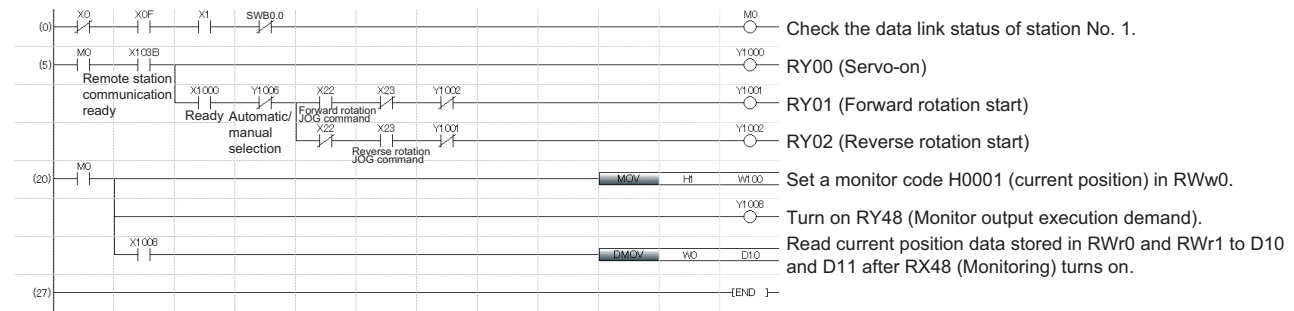 X0 X0F X1 SWB0.0 M0
(0) Check the data link status of station No. 1.
M0 X103B Y1000
(5) RY00 (Servo-on)
Remote station
communication
ready
X1000 Y1006 X22 X23 Y1002 Y1001
RY01 (Forward rotation start)
Ready Automatic/
manual
selection
Forward rotation
JOG command
X22 X23 Y1001 Y1002
RY02 (Reverse rotation start)
Reverse rotation
JOG command
M0
(20) MOV H1 W100 Set a monitor code H0001 (current position) in RWw0.
Y1008
Turn on RY48 (Monitor output execution demand).
X1008
DMOV W0 D10 Read current position data stored in RWr0 and RWr1 to D10
and D11 after RX48 (Monitoring) turns on.
(27) [END ]